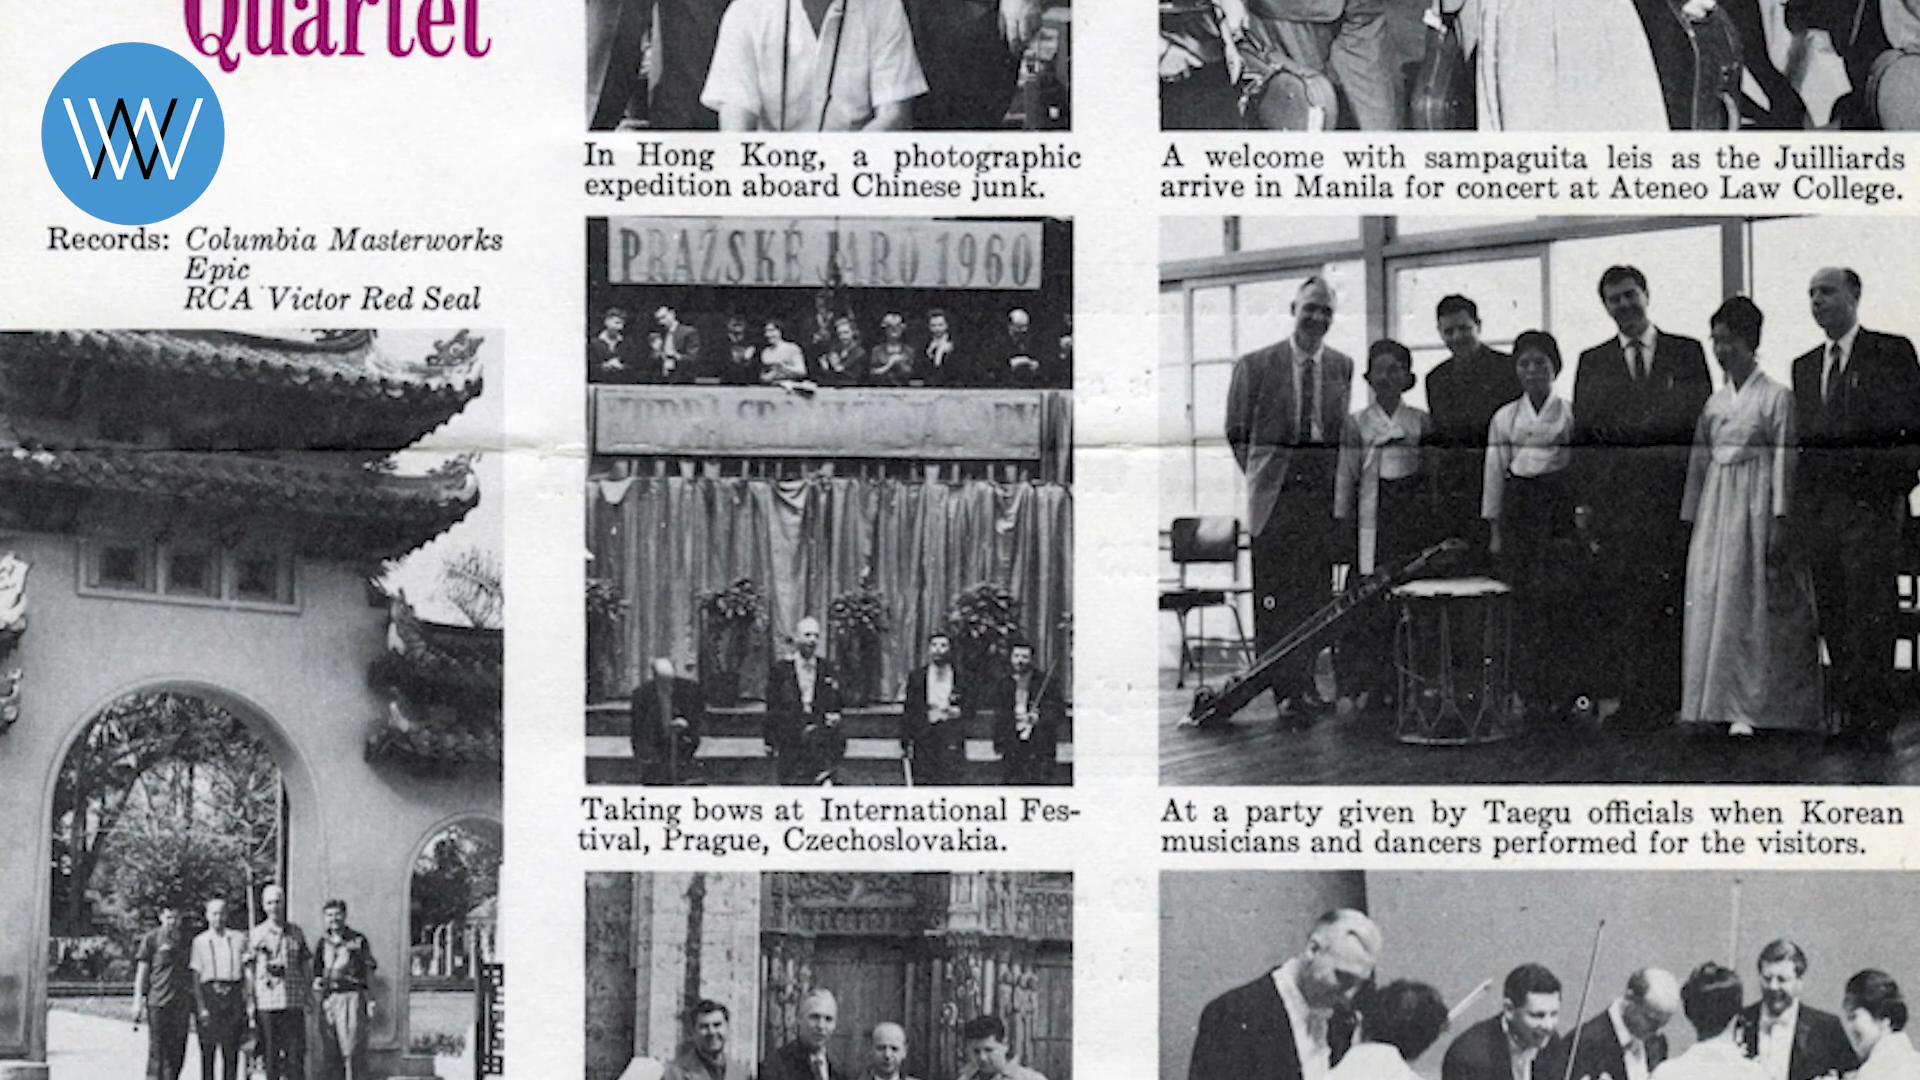 Quartet
W
Records: Columbia Masterworks
Epic
RCA Victor Red Seal
In Hong Kong, a photographic
expedition aboard Chinese junk.
PRAŽSKÉ JARO 1960
Taking bows at International Fes-
tival, Prague, Czechoslovakia.
A welcome with sampaguita leis as the Juilliards
arrive in Manila for concert at Ateneo Law College.
At a party given by Taegu officials when Korean
musicians and dancers performed for the visitors.